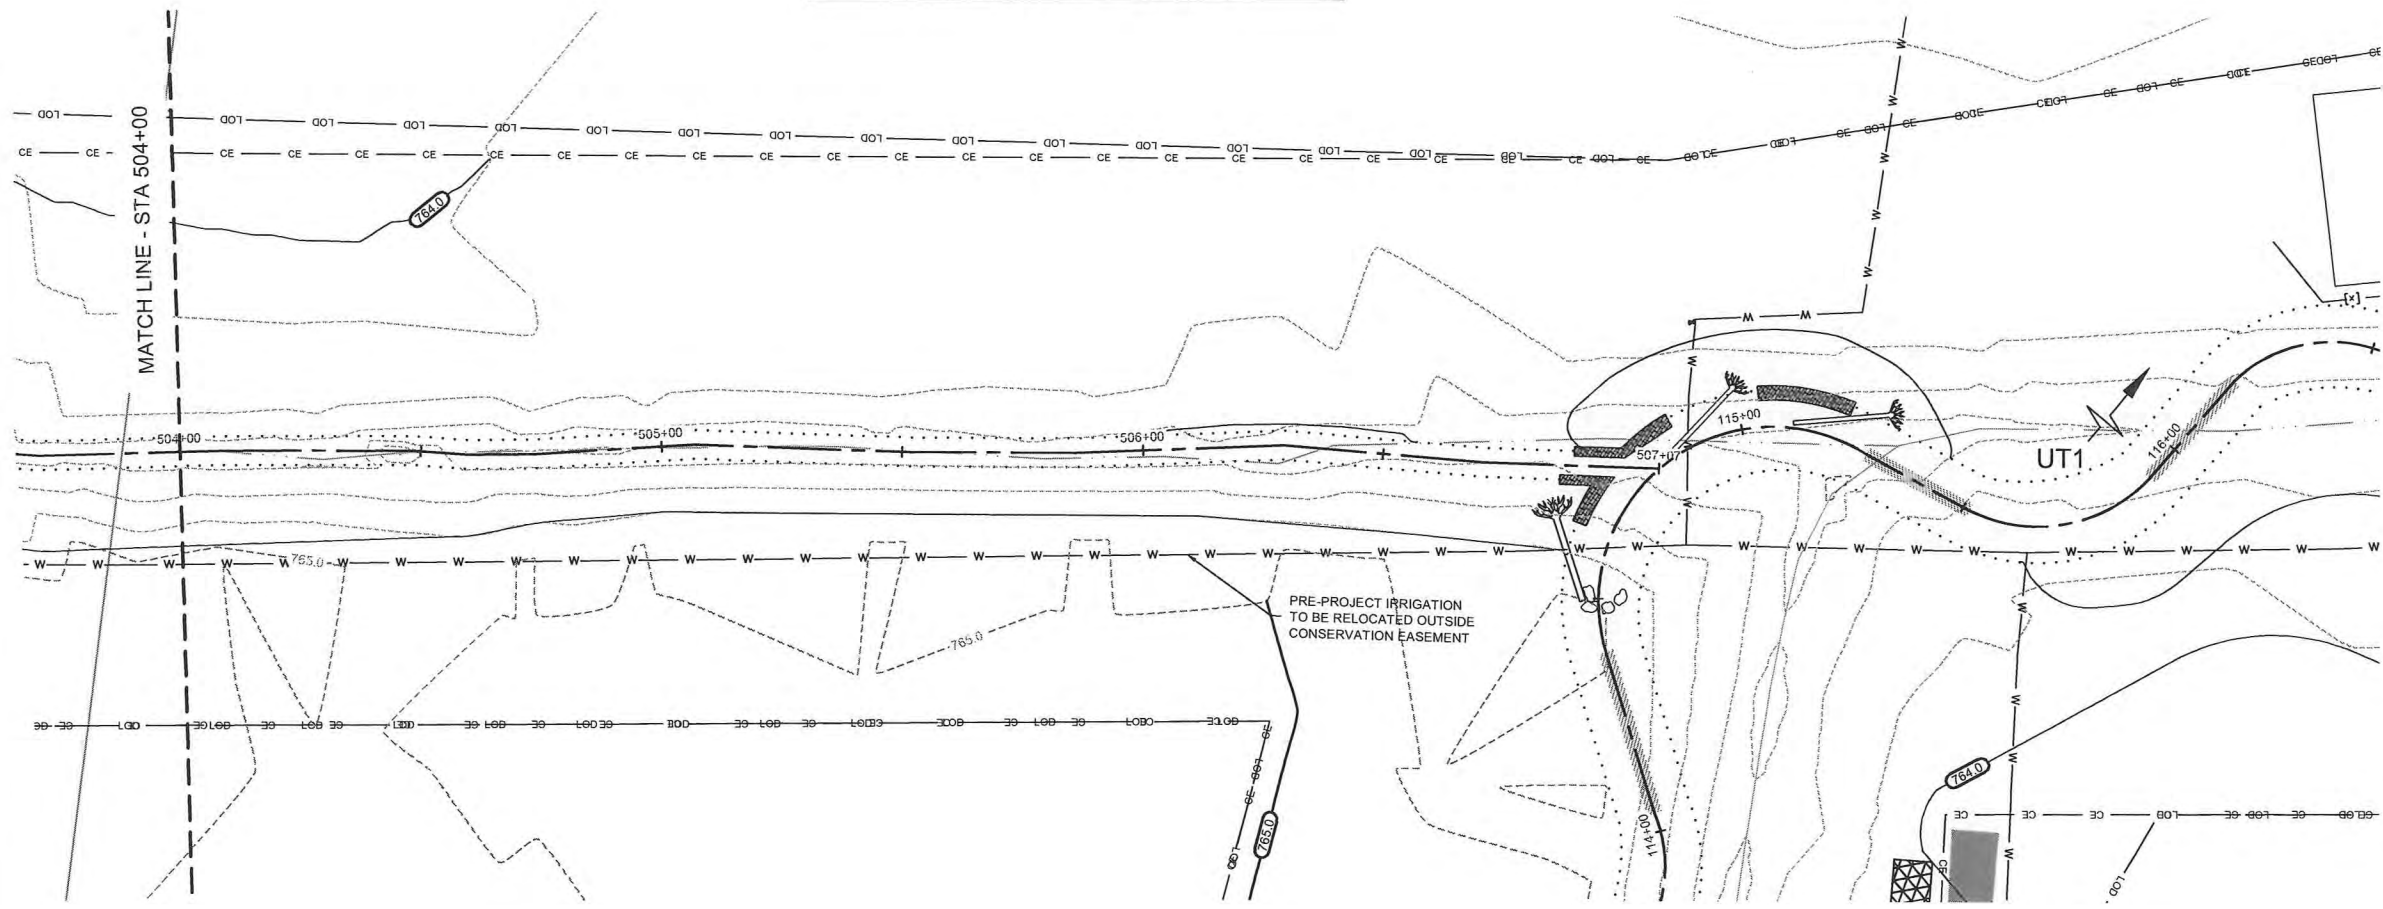 MATCH LINE - STA 504+00
764.0
504+00
505+00
506+00
507+07
115+00
116+00
UT1
765.0
PRE-PROJECT IRRIGATION
TO BE RELOCATED OUTSIDE
CONSERVATION EASEMENT
765.0
765.0
114+00
764.0
LOD
CE
W
[x]